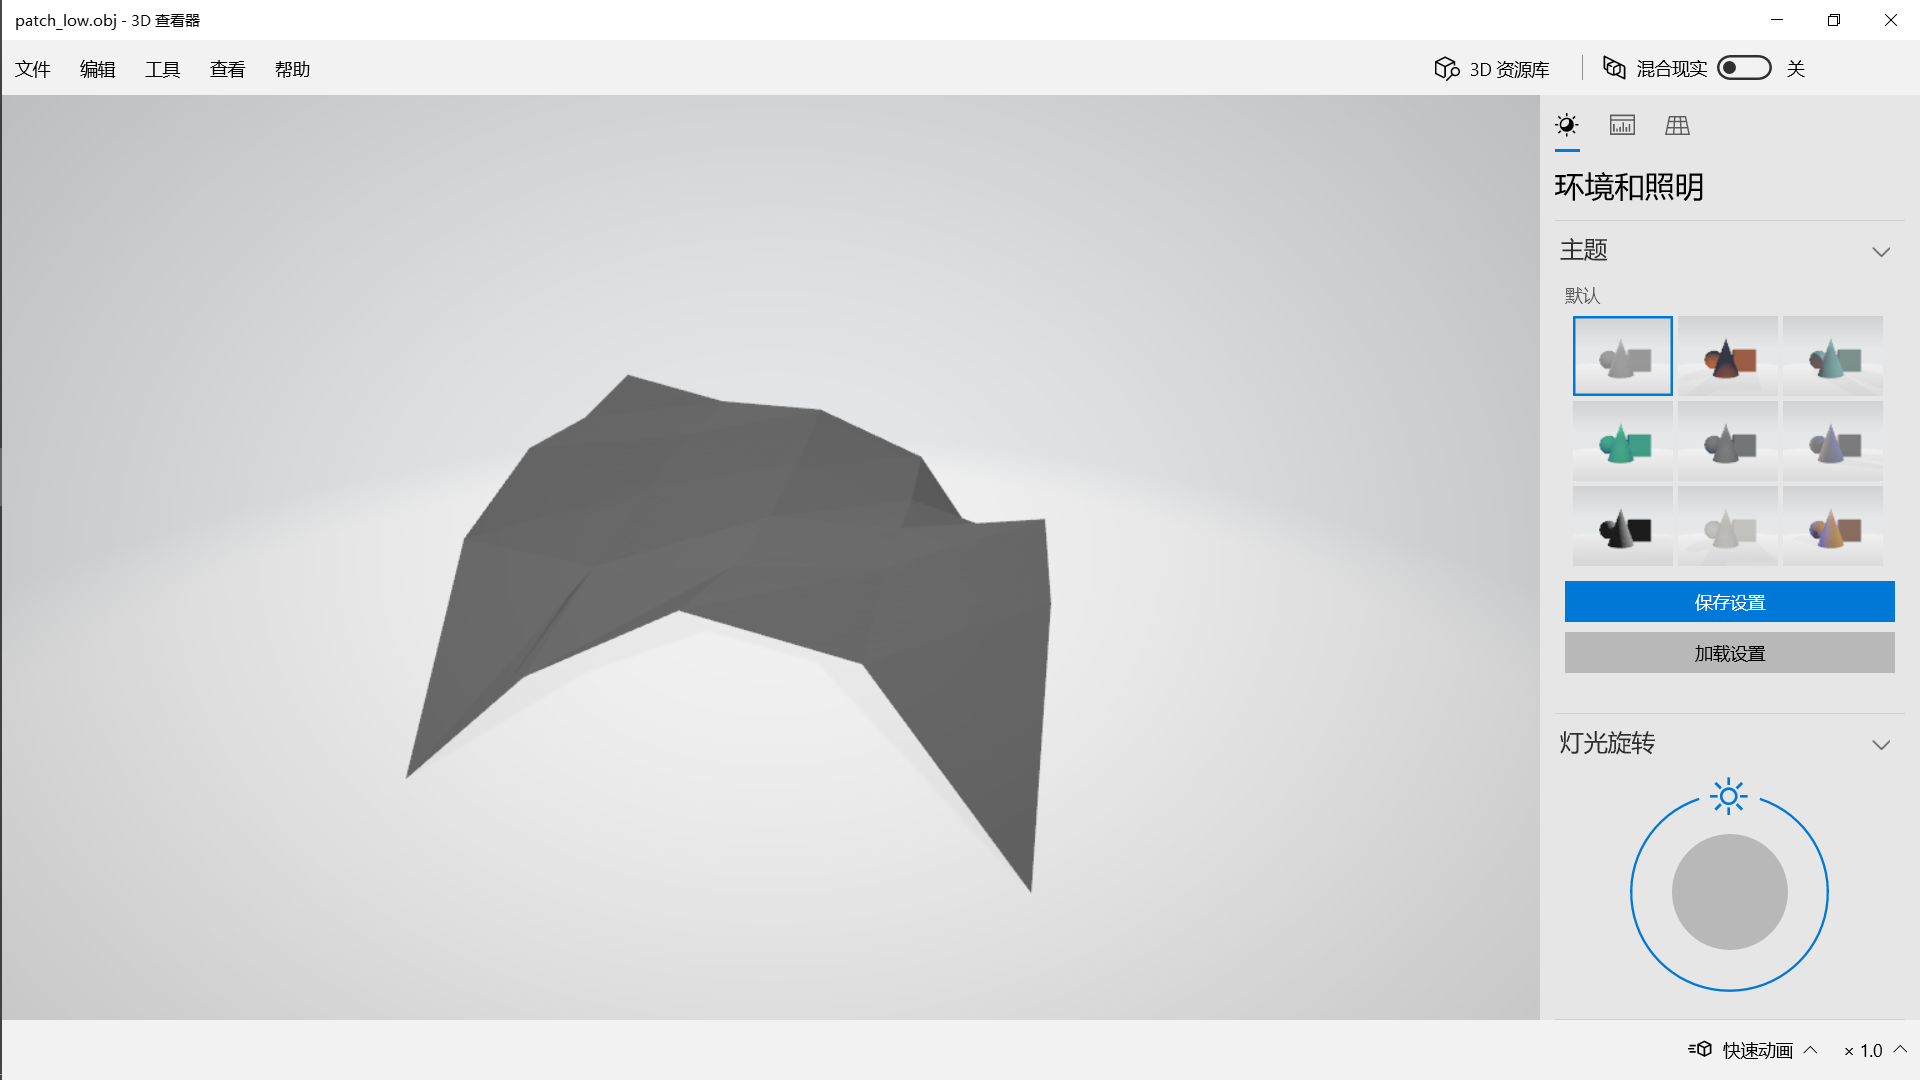 patch_low.obj - 3D 查看器
文件 编辑 工具 查看 帮助 3D 资源库 混合现实 关
环境和照明
主题
默认
保存设置
加载设置
灯光旋转
快速动画 × 1.0